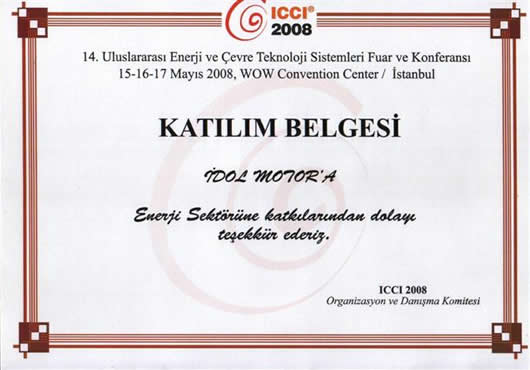 ICCI®
2008
14. Uluslararası Enerji ve Çevre Teknoloji Sistemleri Fuar ve Konferansı
15-16-17 Mayıs 2008, WOW Convention Center / İstanbul
KATILIM BELGESİ
İDOL MOTOR'A
Enerji Sektörüne katkılarından dolayı
teşekkür ederiz.
ICCI 2008
Organizasyon ve Danışma Komitesi